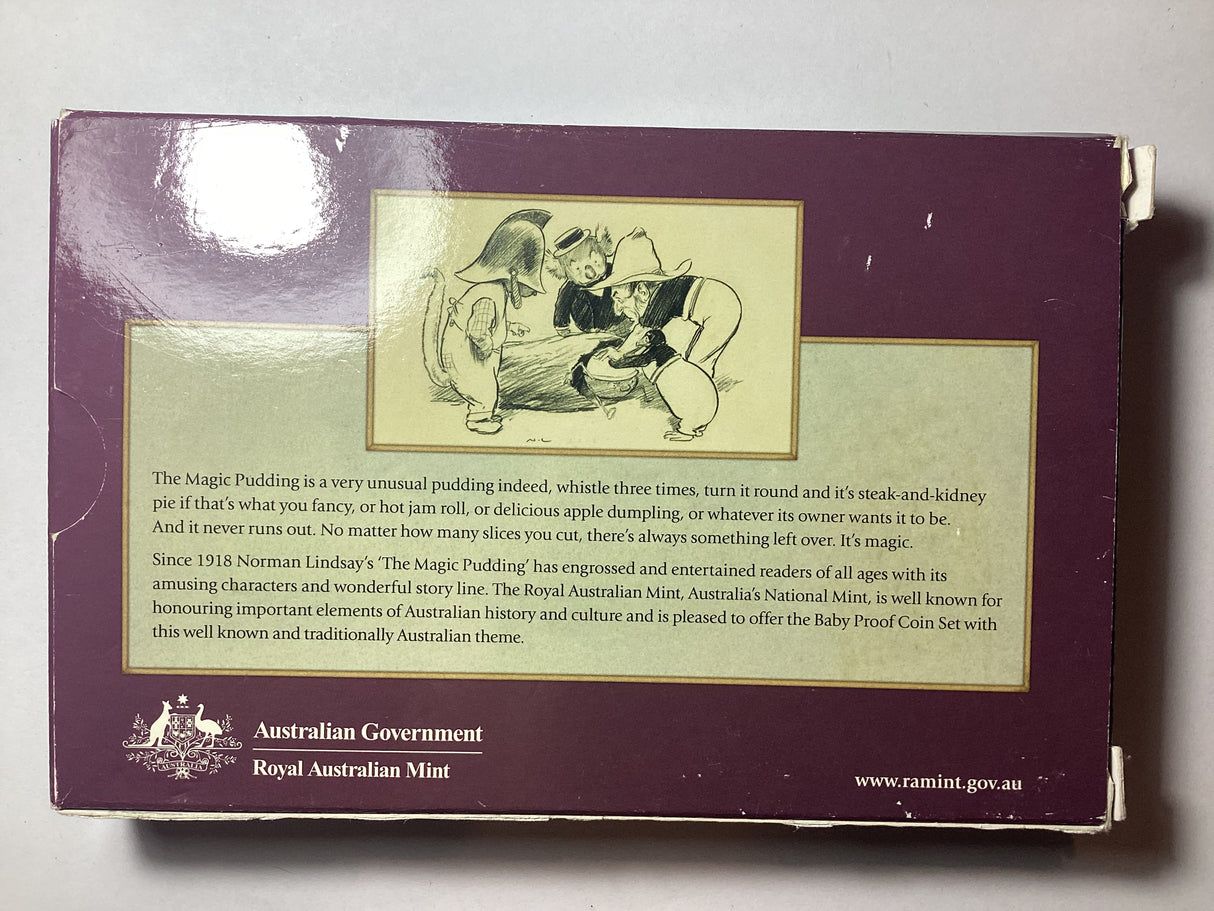 N·L
The Magic Pudding is a very unusual pudding indeed, whistle three times, turn it round and it's steak-and-kidney
pie if that's what you fancy, or hot jam roll, or delicious apple dumpling, or whatever its owner wants it to be.
And it never runs out. No matter how many slices you cut, there's always something left over. It's magic.
Since 1918 Norman Lindsay's 'The Magic Pudding' has engrossed and entertained readers of all ages with its
amusing characters and wonderful story line. The Royal Australian Mint, Australia's National Mint, is well known for
honouring important elements of Australian history and culture and is pleased to offer the Baby Proof Coin Set with
this well known and traditionally Australian theme.
AUSTRALIA
Australian Government
Royal Australian Mint
www.ramint.gov.au